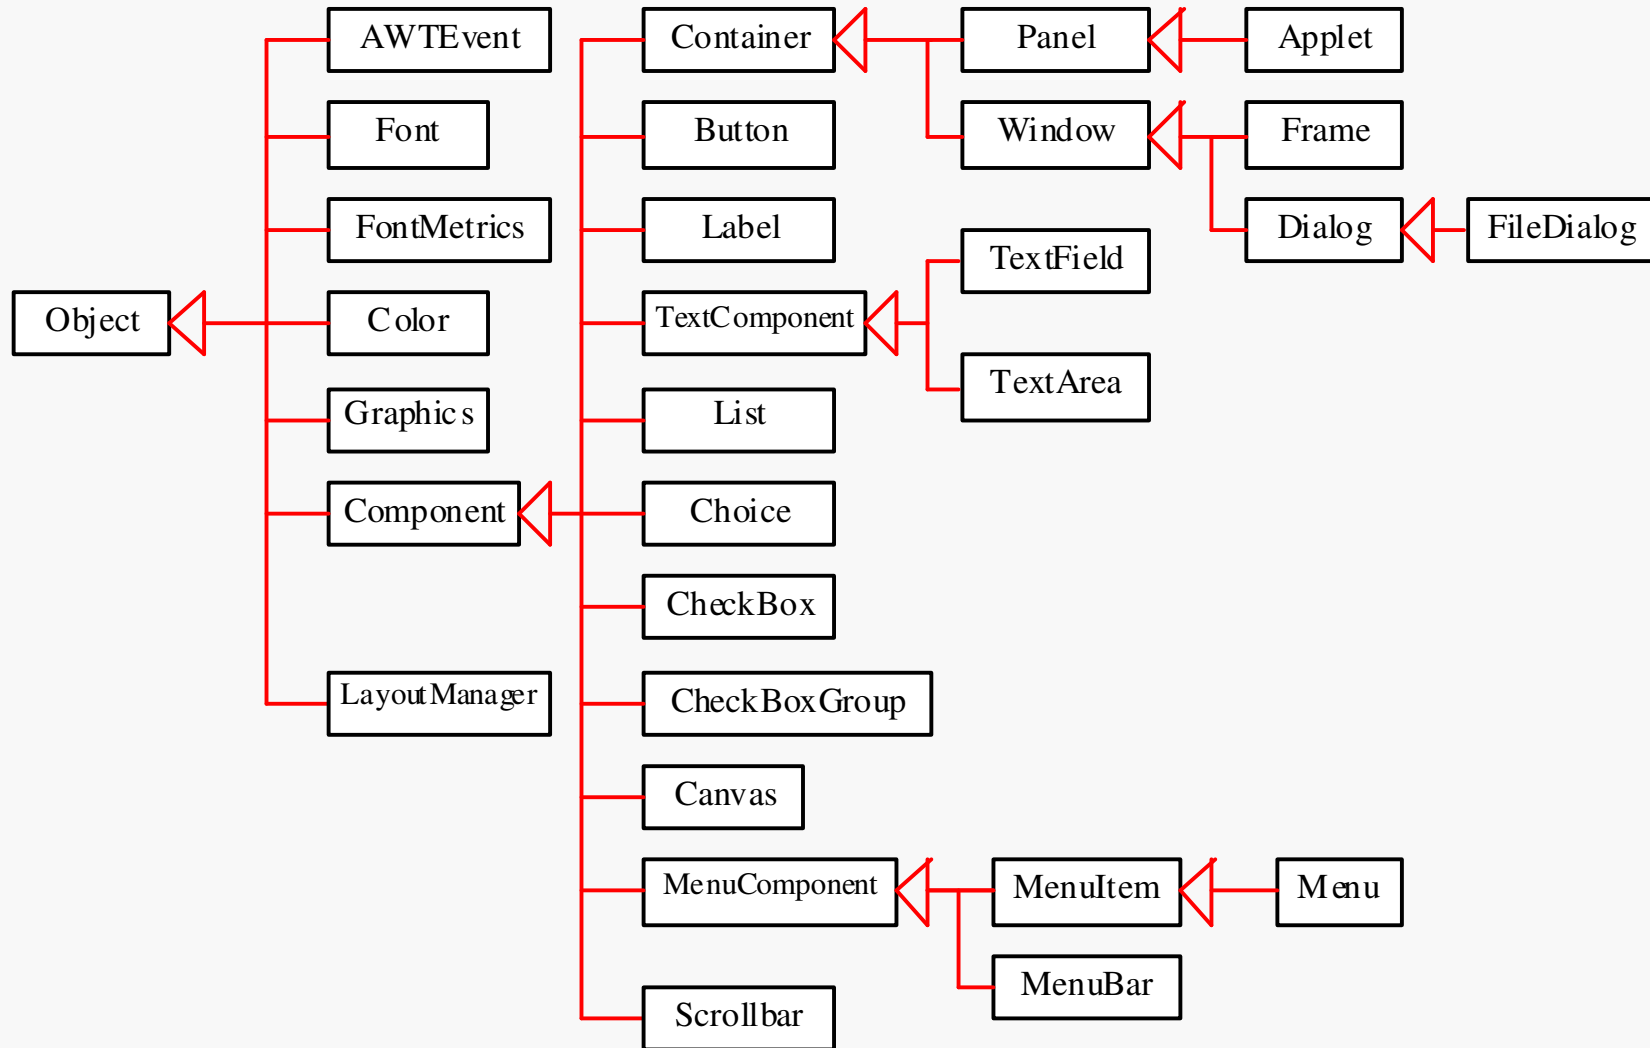 AWTEvent
Container
Panel
Applet
Font
Button
Window
Frame
FontMetrics
Label
Dialog
FileDialog
TextField
Object
Color
TextComponent
TextArea
Graphics
List
Component
Choice
CheckBox
LayoutManager
CheckBoxGroup
Canvas
MenuComponent
MenuItem
Menu
MenuBar
Scrollbar